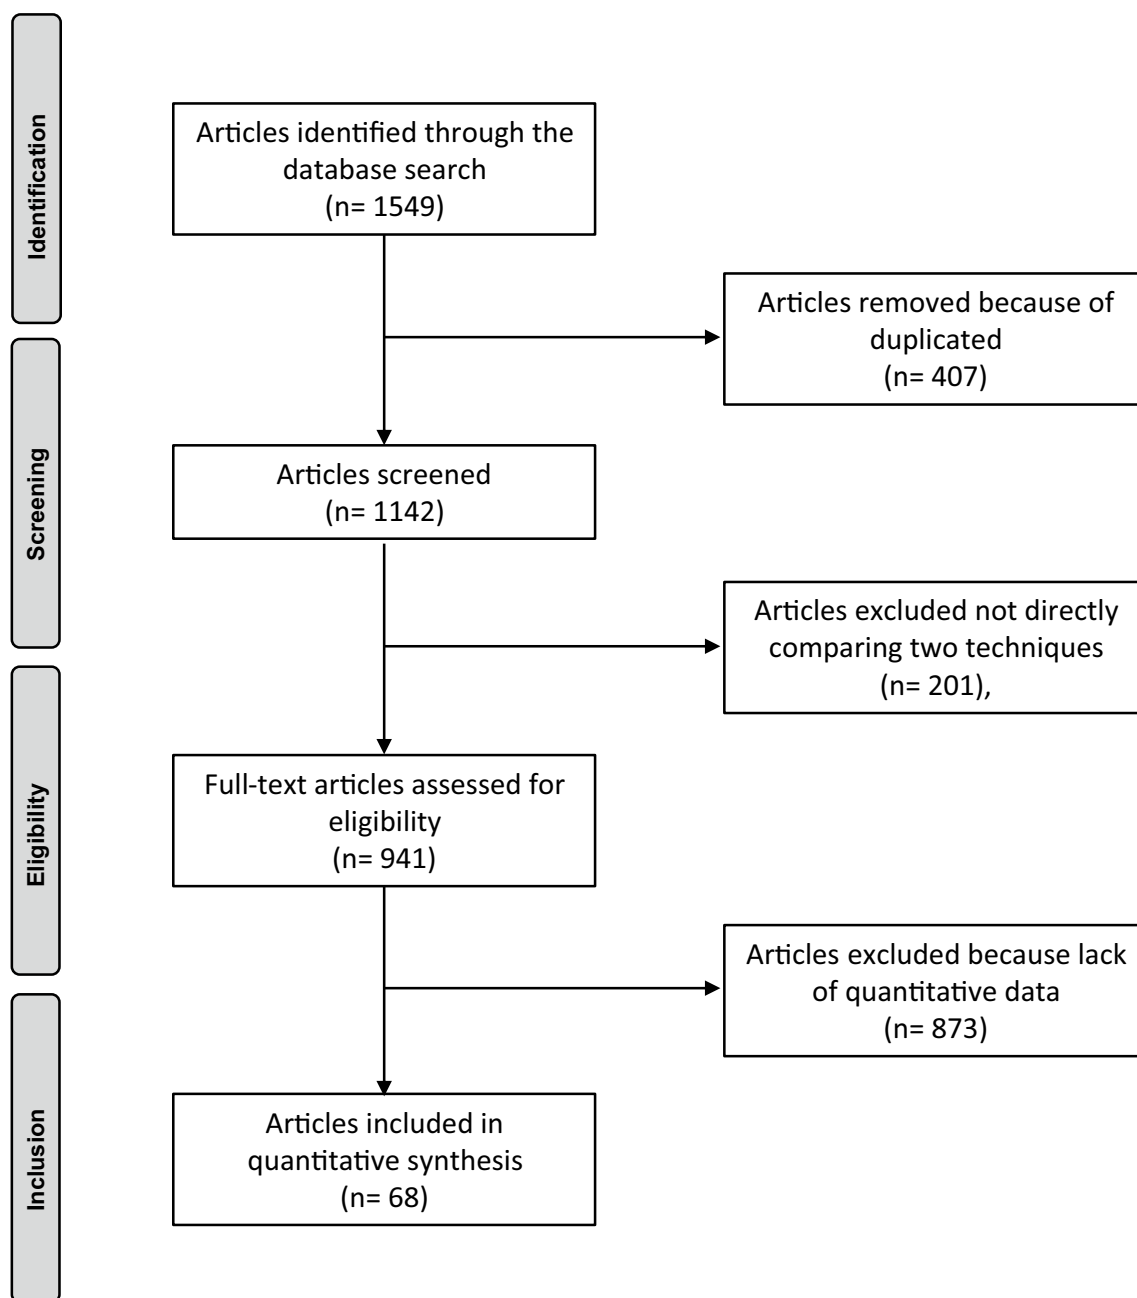 Identification
Articles identified through the
database search
(n= 1549)
Articles removed because of
duplicated
(n= 407)
Screening
Articles screened
(n= 1142)
Articles excluded not directly
comparing two techniques
(n= 201),
Eligibility
Full-text articles assessed for
eligibility
(n= 941)
Articles excluded because lack
of quantitative data
(n= 873)
Inclusion
Articles included in
quantitative synthesis
(n= 68)